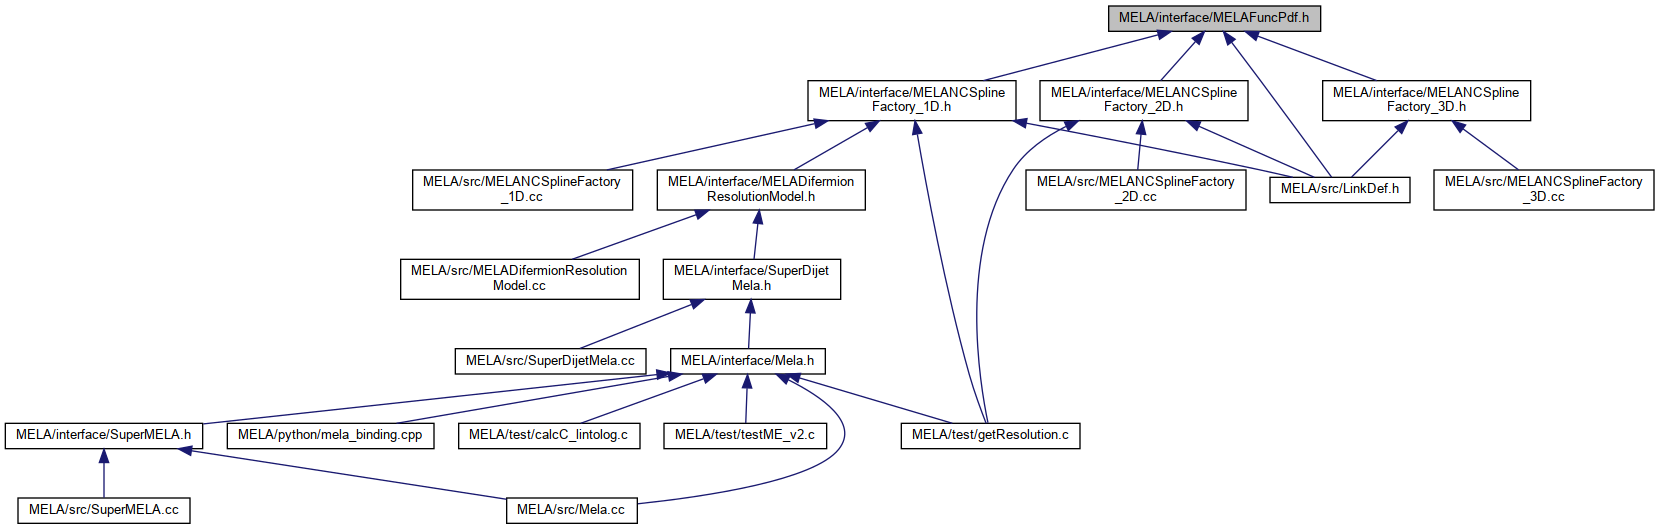 MELA/interface/MELAFuncPdf.h
MELA/interface/MELANCSpline
Factory_1D.h
MELA/interface/MELANCSpline
Factory_2D.h
MELA/interface/MELANCSpline
Factory_3D.h
MELA/src/MELANCSplineFactory
_1D.cc
MELA/interface/MELADifermion
ResolutionModel.h
MELA/src/MELANCSplineFactory
_2D.cc
MELA/src/LinkDef.h
MELA/src/MELANCSplineFactory
_3D.cc
MELA/src/MELADifermionResolution
Model.cc
MELA/interface/SuperDijet
Mela.h
MELA/src/SuperDijetMela.cc
MELA/interface/Mela.h
MELA/interface/SuperMELA.h
MELA/python/mela_binding.cpp
MELA/test/calcC_lintolog.c
MELA/test/testME_v2.c
MELA/test/getResolution.c
MELA/src/SuperMELA.cc
MELA/src/Mela.cc